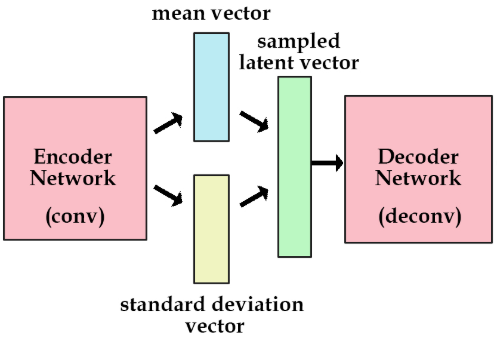 mean vector
sampled
latent vector
Encoder
Network
(conv)
Decoder
Network
(deconv)
standard deviation
vector